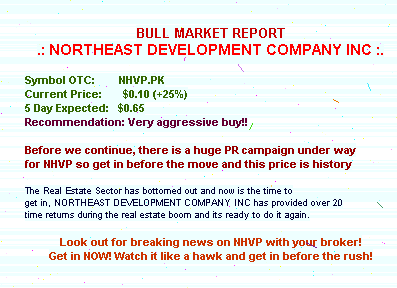 BULL MARKET REPORT
.: NORTHEAST DEVELOPMENT COMPANY INC :.
Symbol OTC: NHVP.PK
Current Price: $0.10 (+25%)
5 Day Expected: $0.65
Recommendation: Very aggressive buy!!
Before we continue, there is a huge PR campaign under way
for NHVP so get in before the move and this price is history
The Real Estate Sector has bottomed out and now is the time to
get in, NORTHEAST DEVELOPMENT COMPANY INC has provided over 20
time returns during the real estate boom and its ready to do it again.
Look out for breaking news on NHVP with your broker!
Get in NOW! Watch it like a hawk and get in before the rush!